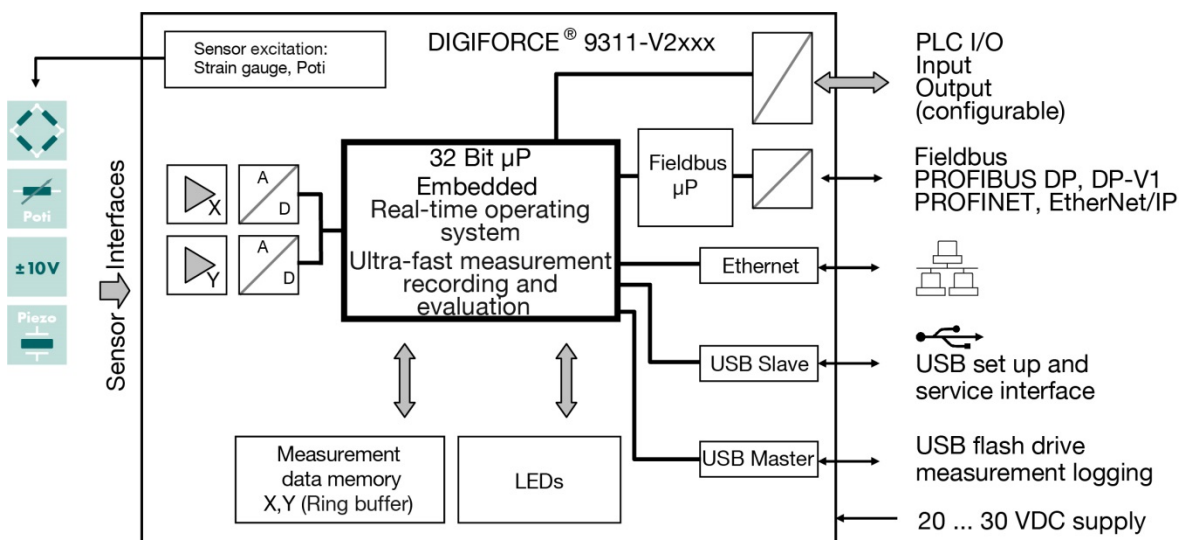 DIGIFORCE® 9311-V2xxx
Sensor excitation:
Strain gauge, Poti
Poti
±10V
Piezo
Sensor Interfaces
X
A
D
Y
A
D
32 Bit µP
Embedded
Real-time operating
system
Ultra-fast measurement
recording and
evaluation
Fieldbus
µP
Ethernet
USB Slave
USB Master
Measurement
data memory
X,Y (Ring buffer)
LEDs
PLC I/O
Input
Output
(configurable)
Fieldbus
PROFIBUS DP, DP-V1
PROFINET, EtherNet/IP
USB set up and
service interface
USB flash drive
measurement logging
20 ... 30 VDC supply